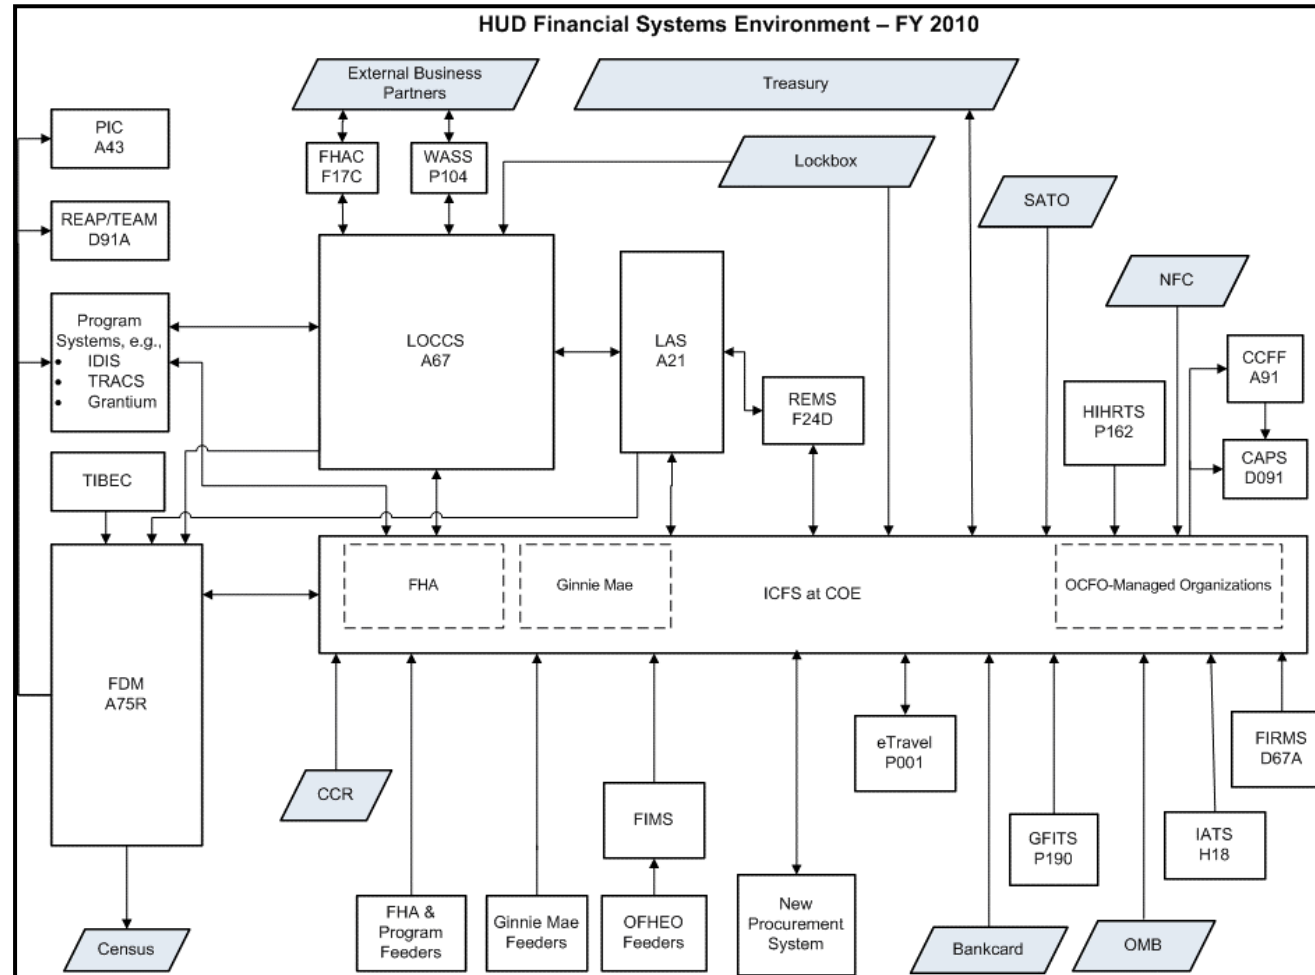 HUD Financial Systems Environment – FY 2010
External Business
Partners
Treasury
PIC
A43
FHAC
F17C
WASS
P104
Lockbox
SATO
REAP/TEAM
D91A
NFC
Program
Systems, e.g.,
• IDIS
• TRACS
• Grantium
LOCCS
A67
LAS
A21
REMS
F24D
HIHRTS
P162
CCFF
A91
CAPS
D091
TIBEC
FHA
Ginnie Mae
ICFS at COE
OCFO-Managed Organizations
FDM
A75R
CCR
FIMS
eTravel
P001
GFITS
P190
IATS
H18
FIRMS
D67A
Census
FHA &
Program
Feeders
Ginnie Mae
Feeders
OFHEO
Feeders
New
Procurement
System
Bankcard
OMB